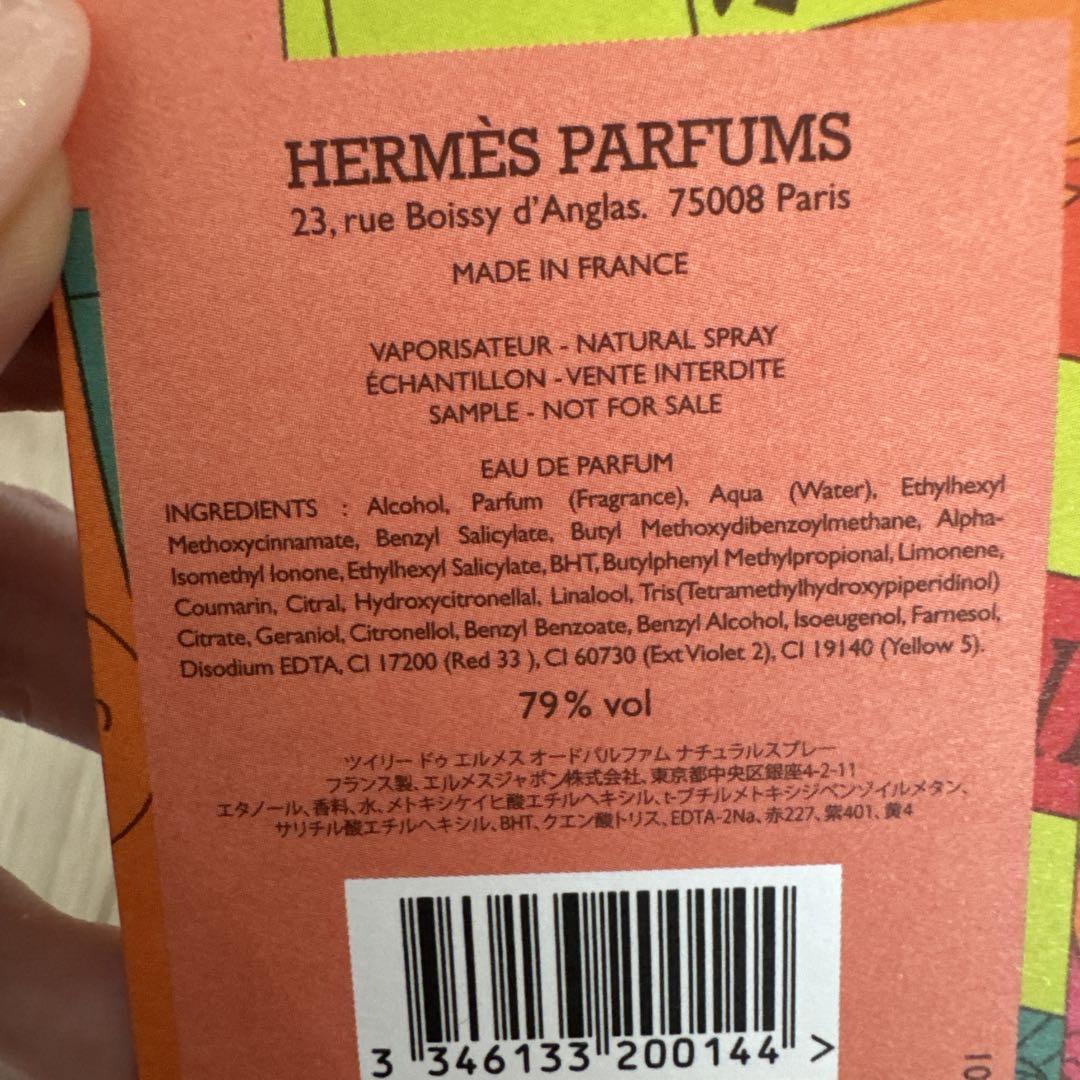 HERMÈS PARFUMS
23, rue Boissy d'Anglas. 75008 Paris
MADE IN FRANCE
VAPORISATEUR - NATURAL SPRAY
ÉCHANTILLON - VENTE INTERDITE
SAMPLE - NOT FOR SALE
EAU DE PARFUM
INGREDIENTS : Alcohol, Parfum (Fragrance), Aqua (Water), Ethylhexyl
Methoxycinnamate, Benzyl Salicylate, Butyl Methoxydibenzoylmethane, Alpha-
Isomethyl Ionone, Ethylhexyl Salicylate, BHT, Butylphenyl Methylpropional, Limonene,
Coumarin, Citral, Hydroxycitronellal, Linalool, Tris(Tetramethylhydroxypiperidinol)
Citrate, Geraniol, Citronellol, Benzyl Benzoate, Benzyl Alcohol, Isoeugenol, Farnesol,
Disodium EDTA, CI 17200 (Red 33 ), CI 60730 (Ext Violet 2), CI 19140 (Yellow 5).
79% vol
ツイリー ドゥ エルメス オードパルファム ナチュラルスプレー
フランス製、エルメスジャポン株式会社、東京都中央区銀座4-2-11
エタノール、香料、水、メトキシケイヒ酸エチルヘキシル、t-ブチルメトキシジベンゾイルメタン、
サリチル酸エチルヘキシル、BHT、クエン酸トリス、EDTA-2Na、赤227、紫401、黄4
3 346133 200144 >